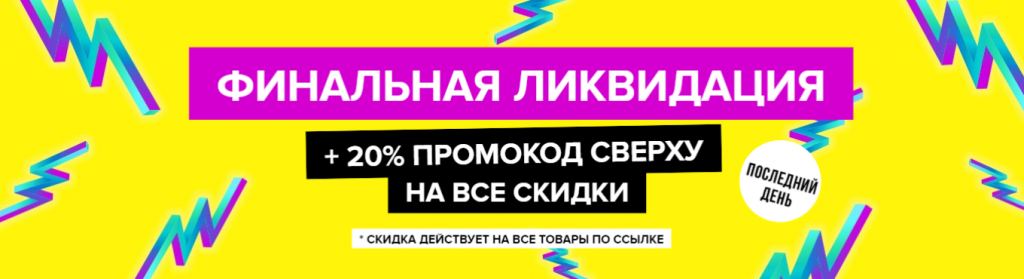 ФИНАЛЬНАЯ ЛИКВИДАЦИЯ
+ 20% ПРОМОКОД СВЕРХУ
НА ВСЕ СКИДКИ
ПОСЛЕДНИЙ
ДЕНЬ
* СКИДКА ДЕЙСТВУЕТ НА ВСЕ ТОВАРЫ ПО ССЫЛКЕ